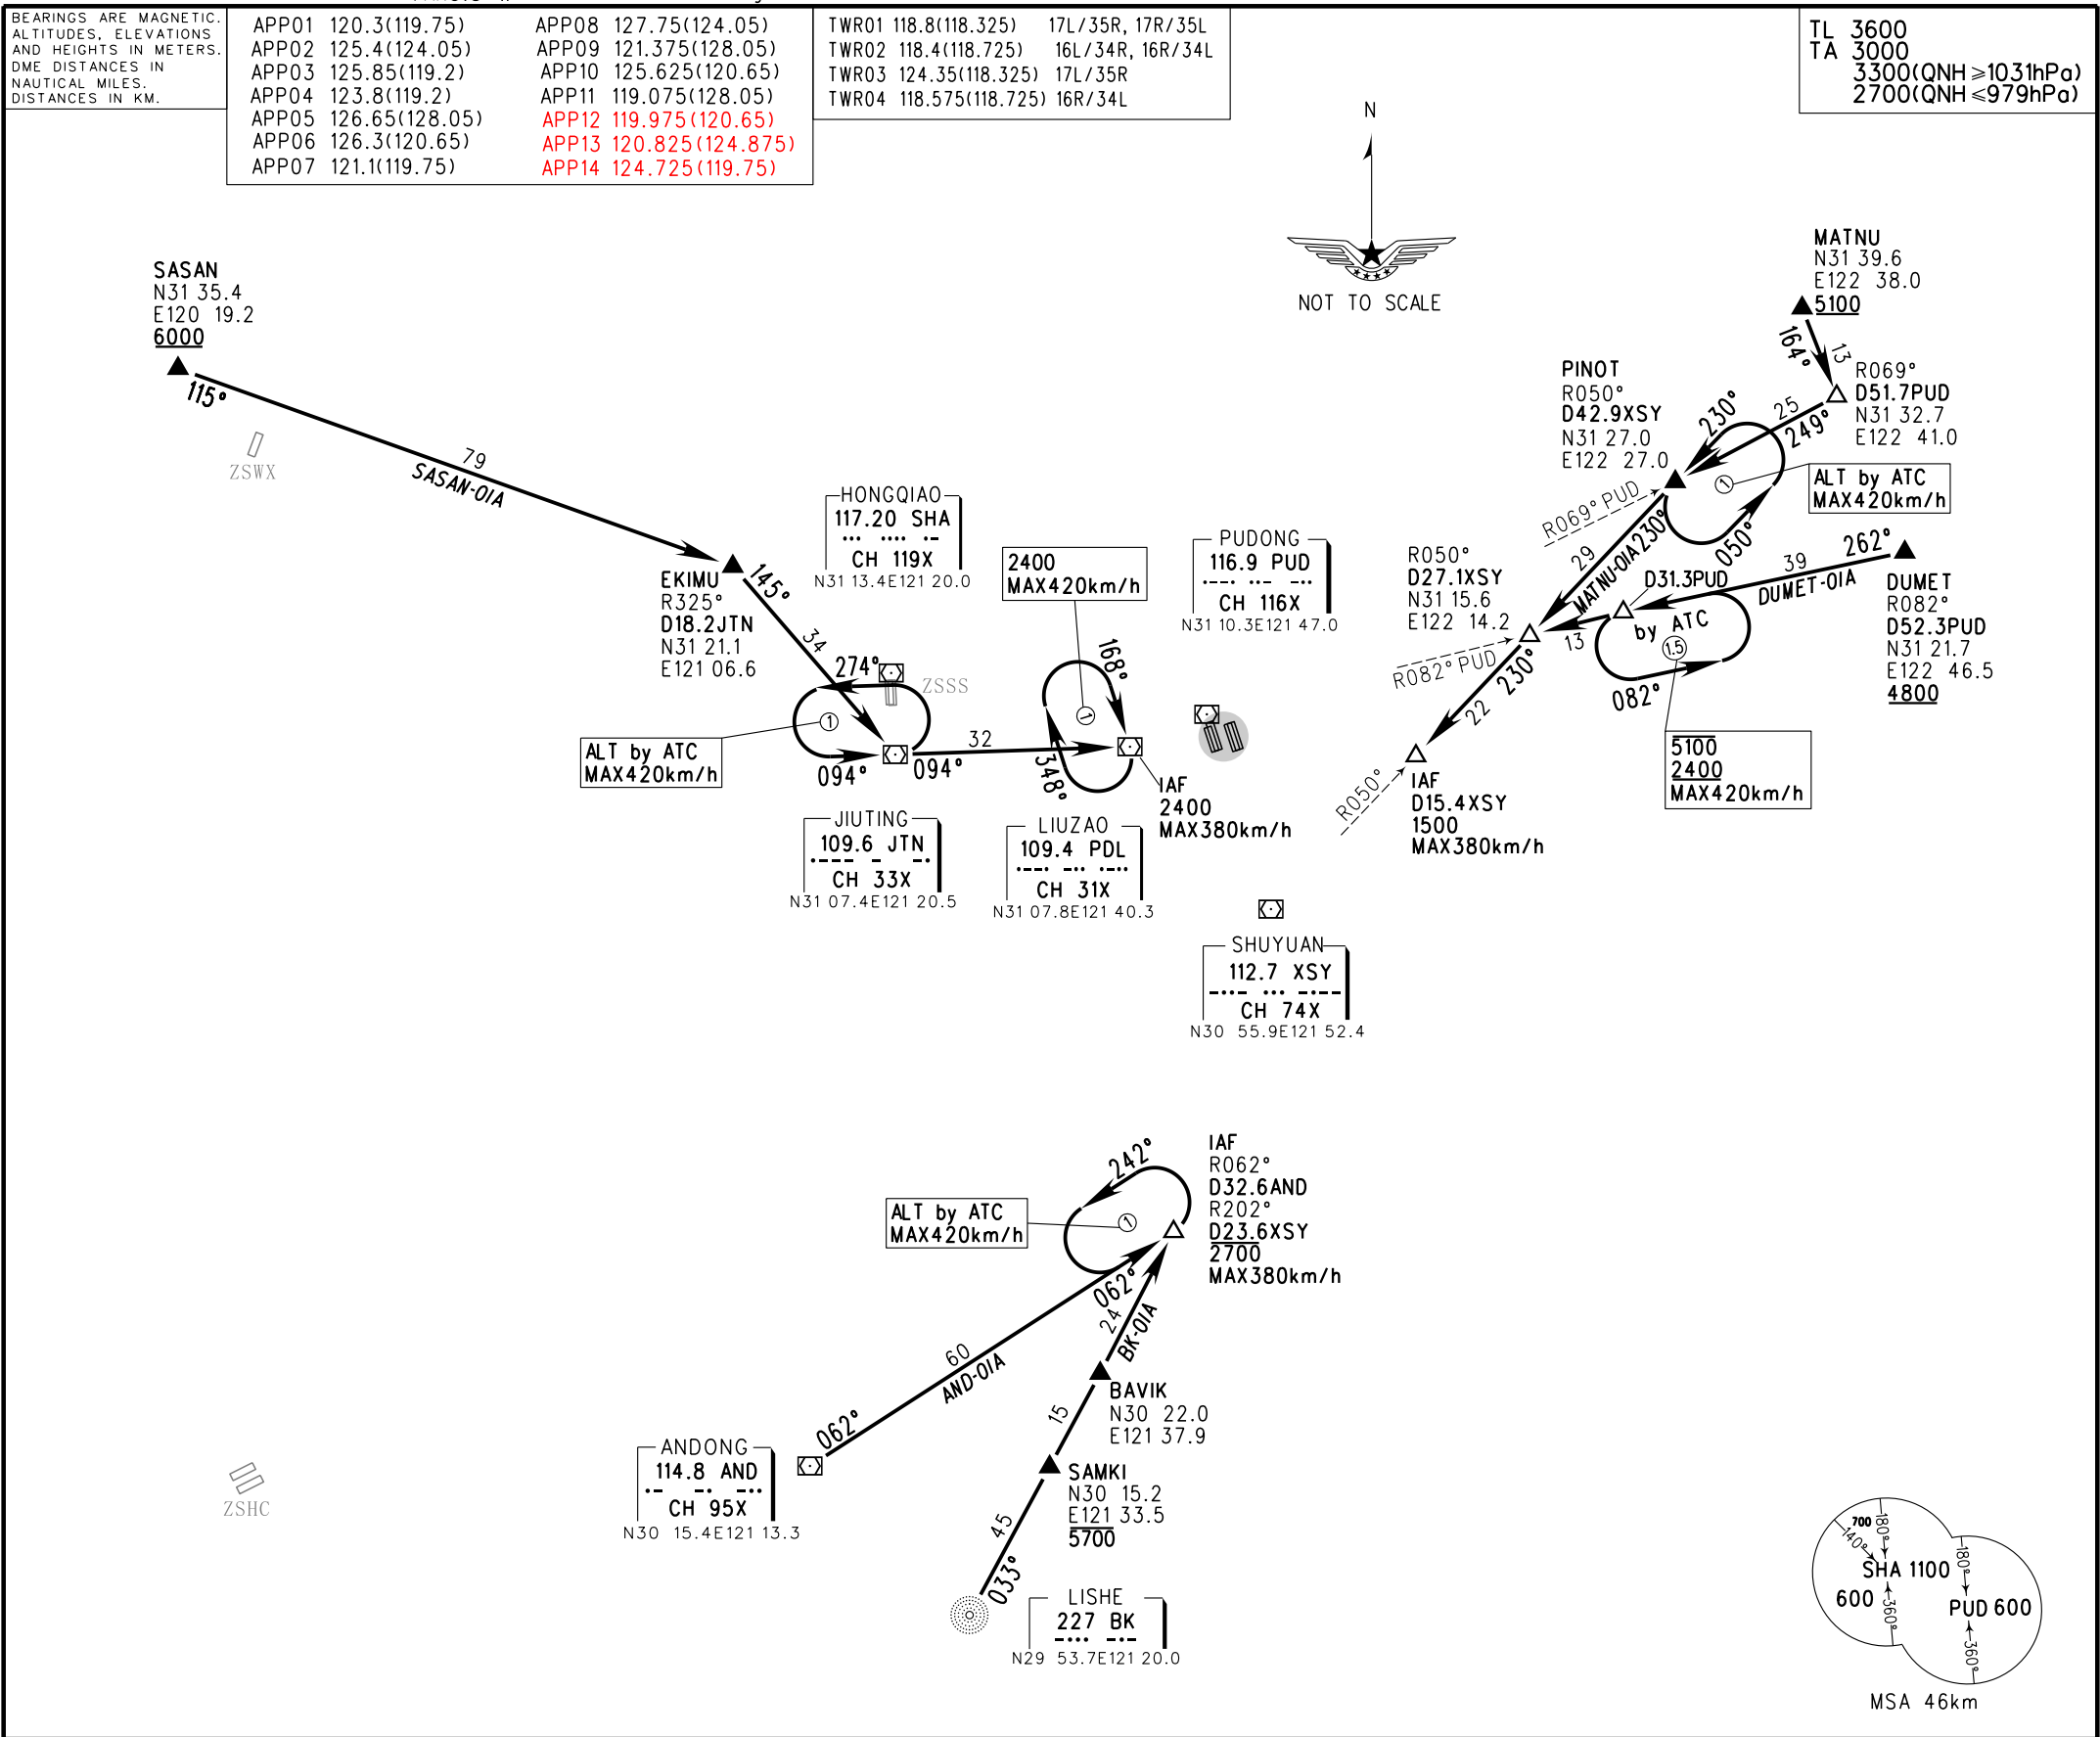 BEARINGS ARE MAGNETIC.
ALTITUDES, ELEVATIONS
AND HEIGHTS IN METERS.
DME DISTANCES IN
NAUTICAL MILES.
DISTANCES IN KM.
APP01 120.3(119.75)
APP02 125.4(124.05)
APP03 125.85(119.2)
APP04 123.8(119.2)
APP05 126.65(128.05)
APP06 126.3(120.65)
APP07 121.1(119.75)
APP08 127.75(124.05)
APP09 121.375(128.05)
APP10 125.625(120.65)
APP11 119.075(128.05)
APP12 119.975(120.65)
APP13 120.825(124.875)
APP14 124.725(119.75)
TWR01 118.8(118.325) 17L/35R, 17R/35L
TWR02 118.4(118.725) 16L/34R, 16R/34L
TWR03 124.35(118.325) 17L/35R
TWR04 118.575(118.725) 16R/34L
TL 3600
TA 3000
3300(QNH ≥1031hPa)
2700(QNH ≤979hPa)
N
NOT TO SCALE
SASAN
N31 35.4
E120 19.2
6000
115°
ZSWX
79
SASAN-01A
EKIMU
R325°
D18.2JTN
N31 21.1
E121 06.6
145°
34
HONGQIAO
117.20 SHA
CH 119X
N31 13.4E121 20.0
2400
MAX420km/h
PUDONG
116.9 PUD
CH 116X
N31 10.3E121 47.0
274°
ZSSS
1
ALT by ATC
MAX420km/h
094°
094°
32
168°
1
348°
IAF
2400
MAX380km/h
JIUTING
109.6 JTN
CH 33X
N31 07.4E121 20.5
LIUZAO
109.4 PDL
CH 31X
N31 07.8E121 40.3
MATNU
N31 39.6
E122 38.0
5100
164°
13
R069°
D51.7PUD
N31 32.7
E122 41.0
PINOT
R050°
D42.9XSY
N31 27.0
E122 27.0
230°
25
249°
1
ALT by ATC
MAX420km/h
R069° PUD
050°
29
MATNU-01A
230°
262°
39
DUMET-01A
DUMET
R082°
D52.3PUD
N31 21.7
E122 46.5
4800
R050°
D27.1XSY
N31 15.6
E122 14.2
D31.3PUD
by ATC
13
1.5
082°
R082° PUD
230°
22
5100
2400
MAX420km/h
R050°
IAF
D15.4XSY
1500
MAX380km/h
SHUYUAN
112.7 XSY
CH 74X
N30 55.9E121 52.4
IAF
R062°
D32.6AND
R202°
D23.6XSY
2700
MAX380km/h
242°
ALT by ATC
MAX420km/h
1
062°
24
BK-01A
60
AND-01A
062°
BAVIK
N30 22.0
E121 37.9
15
SAMKI
N30 15.2
E121 33.5
5700
ANDONG
114.8 AND
CH 95X
N30 15.4E121 13.3
ZSHC
45
033°
LISHE
227 BK
N29 53.7E121 20.0
700
180°
140°
SHA 1100
600
360°
180°
PUD 600
360°
MSA 46km